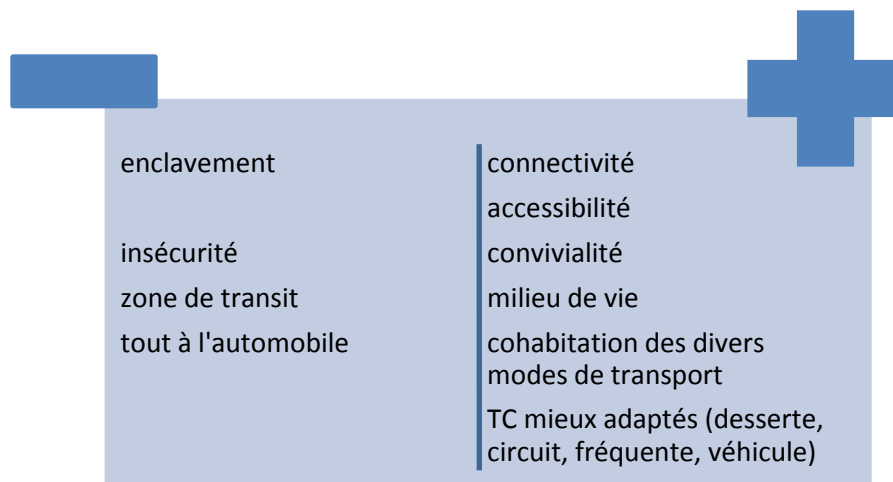 enclavement
insécurité
zone de transit
tout à l'automobile
connectivité
accessibilité
convivialité
milieu de vie
cohabitation des divers
modes de transport
TC mieux adaptés (desserte,
circuit, fréquente, véhicule)